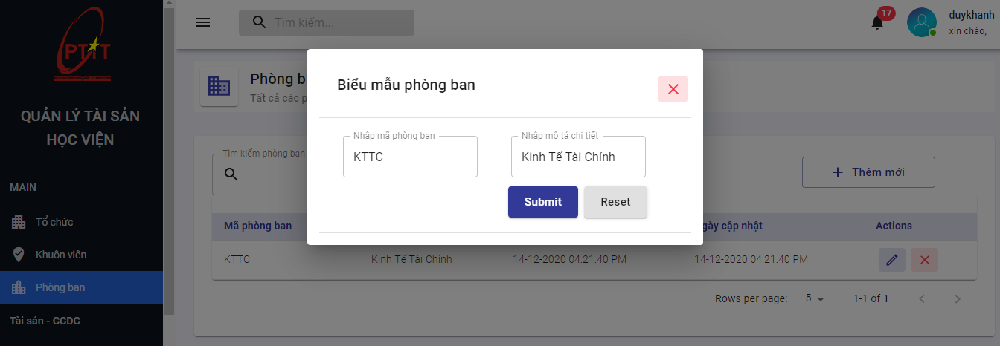 PTIT
QUẢN LÝ TÀI SẢN
HỌC VIỆN
MAIN
Tổ chức
Khuôn viên
Phòng ban
Tài sản - CCDC
Tìm kiếm...
17
duykhanh
xin chào,
Phòng
Tất cả các
Biểu mẫu phòng ban
Nhập mã phòng ban
KTTC
Nhập mô tả chi tiết
Kinh Tế Tài Chính
Submit
Reset
Tìm kiếm phòng ban
Thêm mới
Mã phòng ban
cập nhật
Actions
KTTC
Kinh Tế Tài Chính
14-12-2020 04:21:40 PM
14-12-2020 04:21:40 PM
Rows per page:
5
1-1 of 1